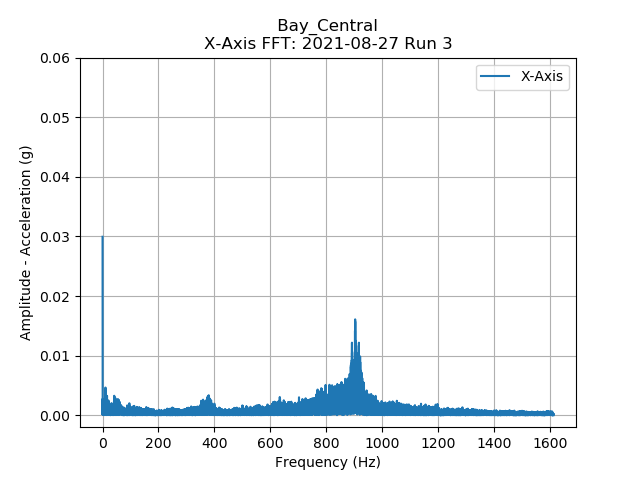 Bay_Central
X-Axis FFT: 2021-08-27 Run 3
X-Axis
0.06
0.05
0.04
0.03
0.02
0.01
0.00
Amplitude - Acceleration (g)
0 200 400 600 800 1000 1200 1400 1600
Frequency (Hz)